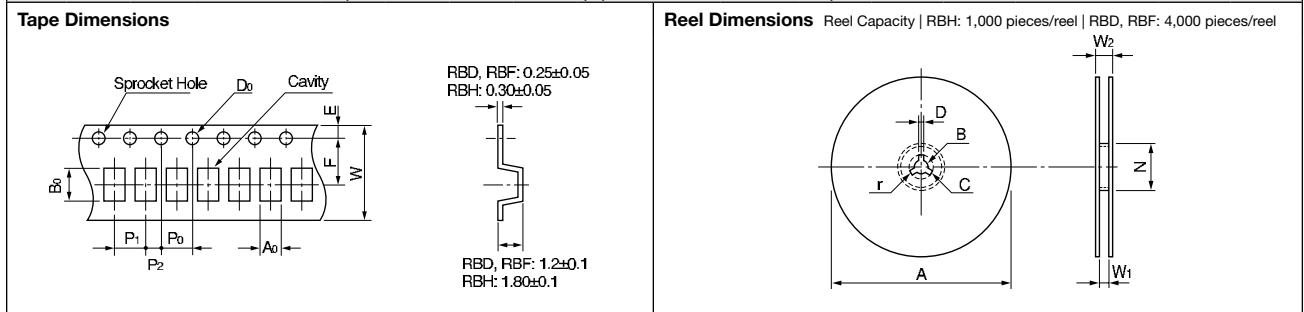 Tape Dimensions
Sprocket Hole
D0
Cavity
E
F
W
B0
P1
P0
A0
P2
RBD, RBF: 0.25±0.05
RBH: 0.30±0.05
RBD, RBF: 1.2±0.1
RBH: 1.80±0.1
Reel Dimensions Reel Capacity | RBH: 1,000 pieces/reel | RBD, RBF: 4,000 pieces/reel
W2
D
B
r
C
N
A
W1